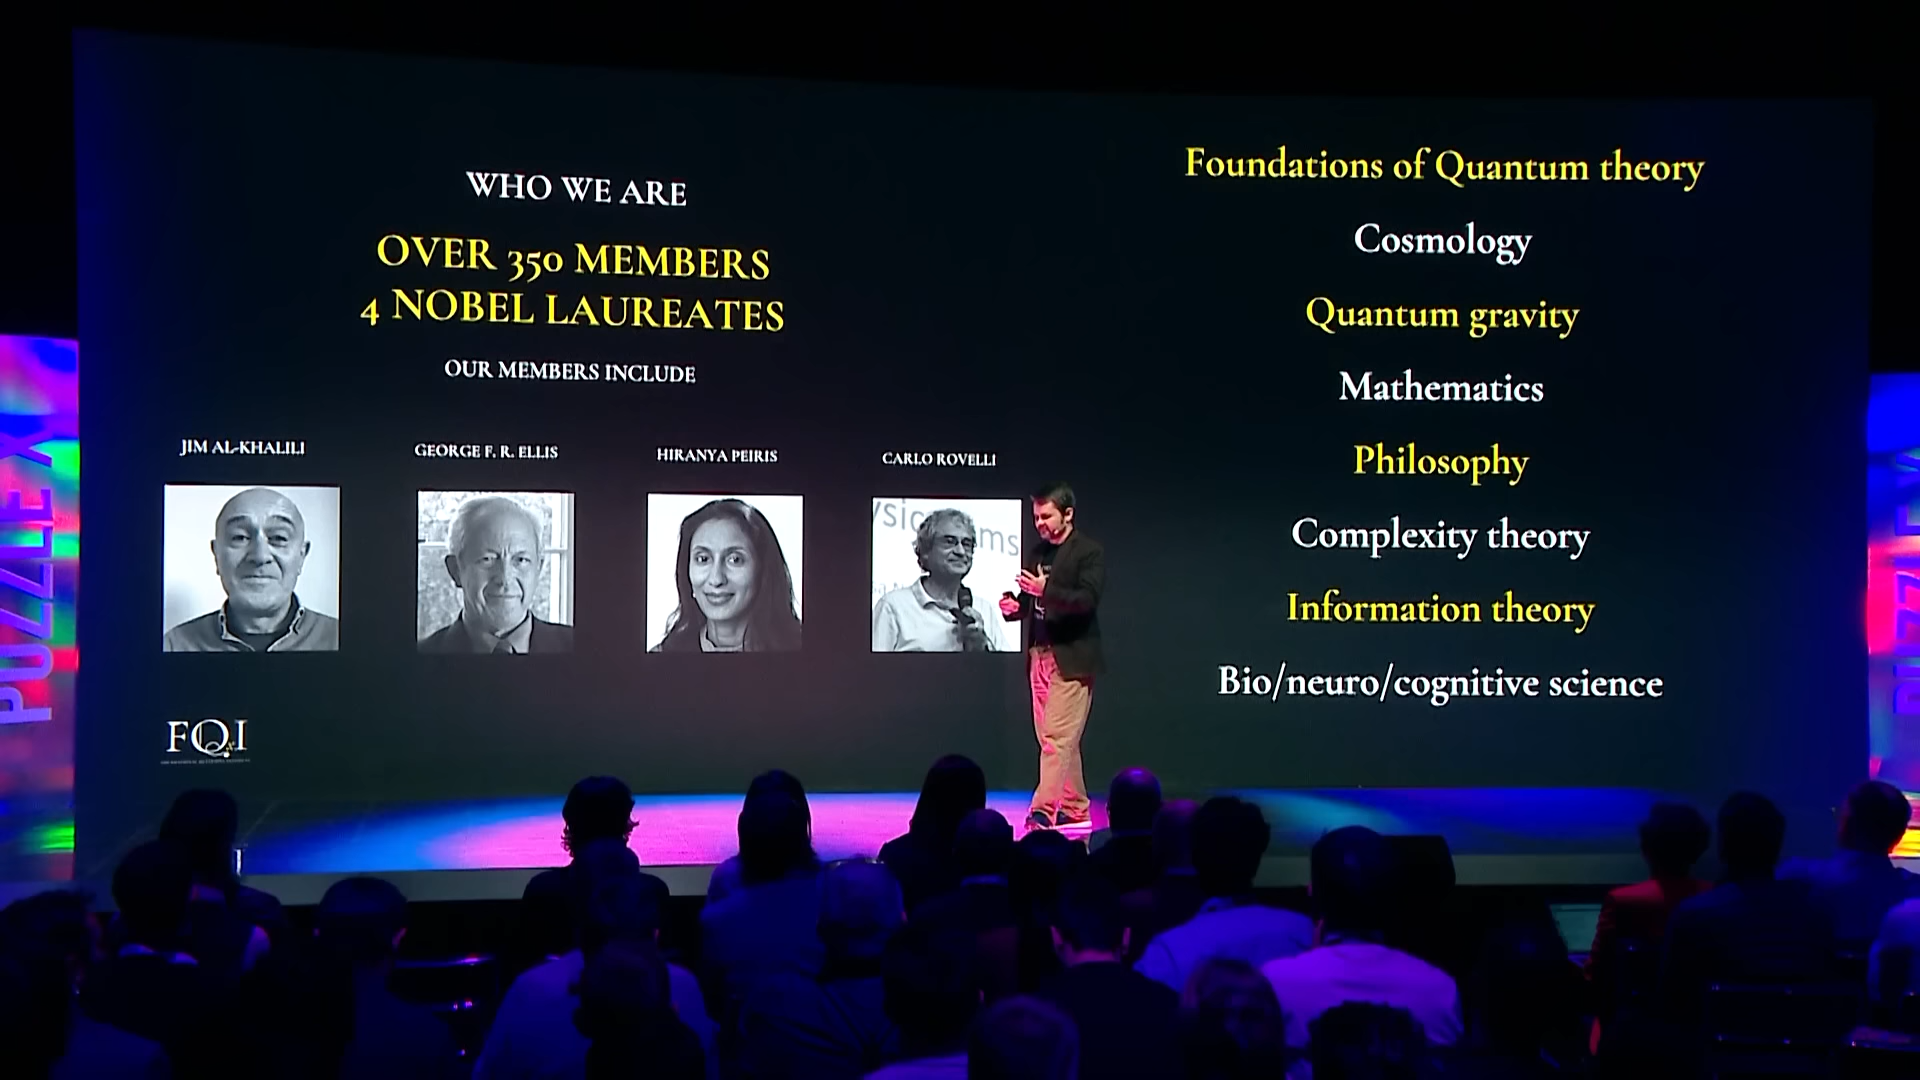 WHO WE ARE
OVER 350 MEMBERS
4 NOBEL LAUREATES
OUR MEMBERS INCLUDE
JIM AL-KHALILI
GEORGE F. R. ELLIS
HIRANYA PEIRIS
CARLO ROVELLI
FQxI
Foundations of Quantum theory
Cosmology
Quantum gravity
Mathematics
Philosophy
Complexity theory
Information theory
Bio/neuro/cognitive science
PUZZLE X